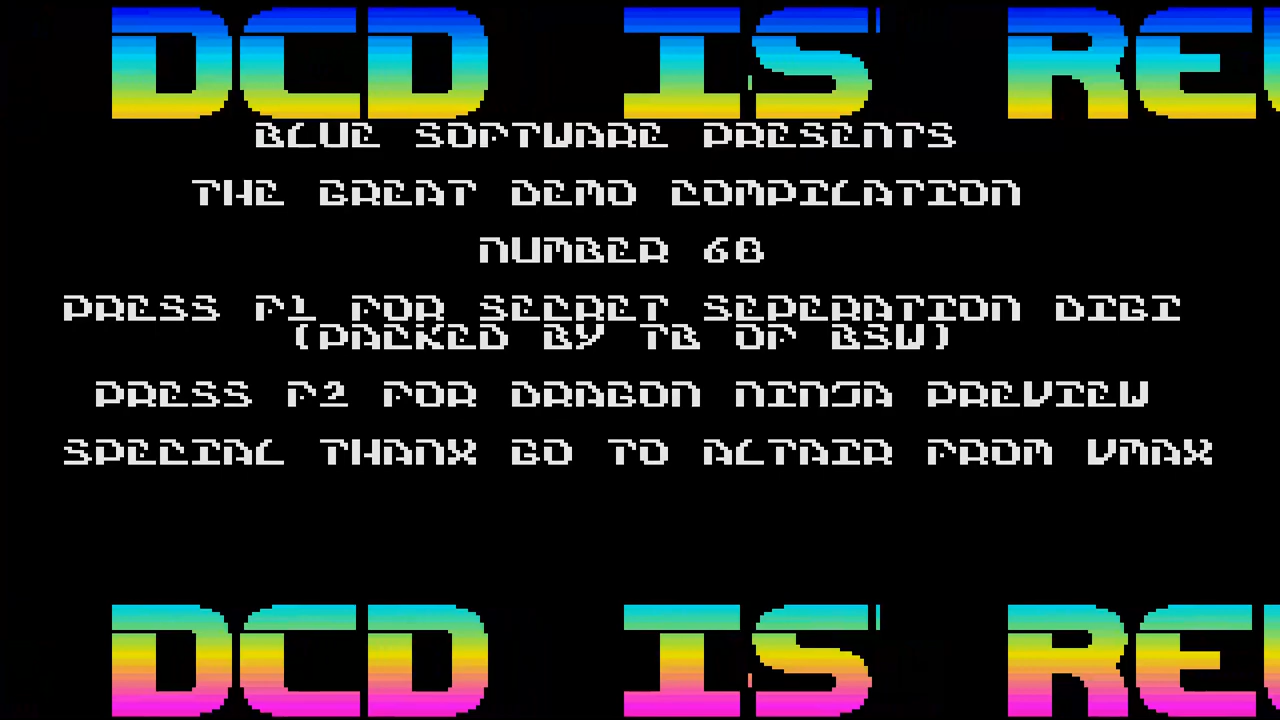 DCD IS RE
BLUE SOFTWARE PRESENTS
THE GREAT DEMO COMPILATION
NUMBER 60
PRESS F1 FOR SECRET SEPERATION DIGI
(PACKED BY TB OF BSW)
PRESS F2 FOR DRAGON NINJA PREVIEW
SPECIAL THANX GO TO ALTAIR FROM VMAX
DCD IS RE